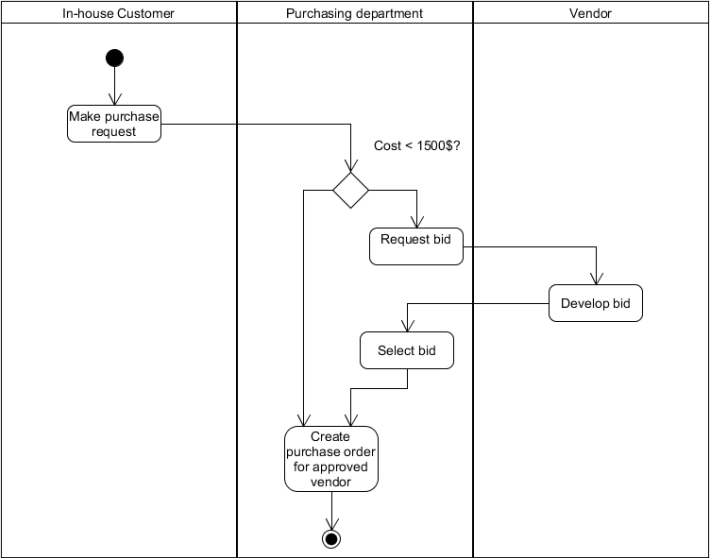 In-house Customer
Purchasing department
Vendor
Make purchase
request
Cost < 1500$?
Request bid
Develop bid
Select bid
Create
purchase order
for approved
vendor